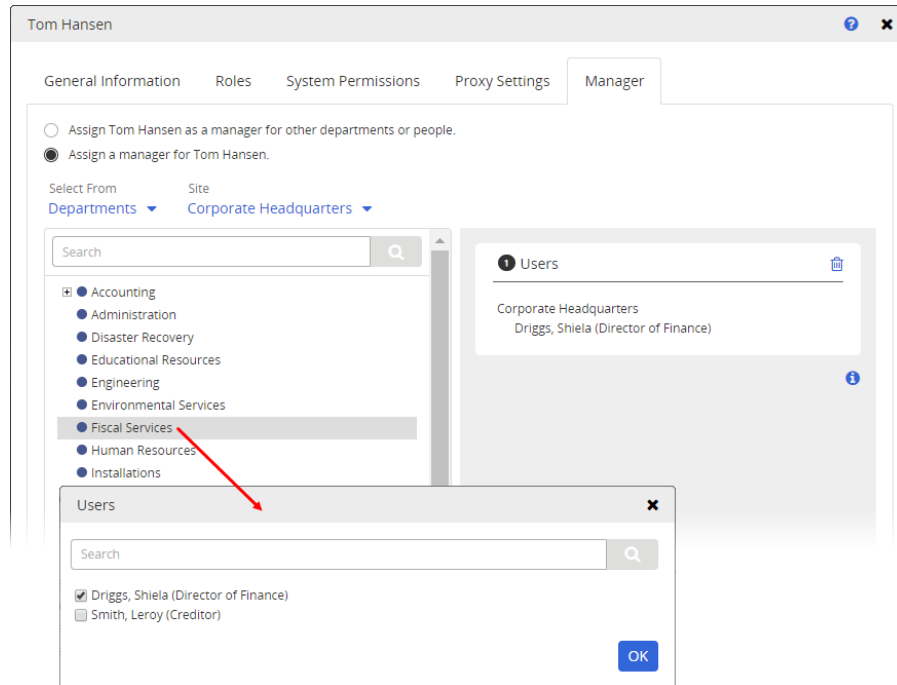 Tom Hansen
General Information Roles System Permissions Proxy Settings Manager
Assign Tom Hansen as a manager for other departments or people.
Assign a manager for Tom Hansen.
Select From Site
Departments Corporate Headquarters
Search
Accounting
Administration
Disaster Recovery
Educational Resources
Engineering
Environmental Services
Fiscal Services
Human Resources
Installations
1 Users
Corporate Headquarters
Driggs, Shiela (Director of Finance)
Users
Search
Driggs, Shiela (Director of Finance)
Smith, Leroy (Creditor)
OK